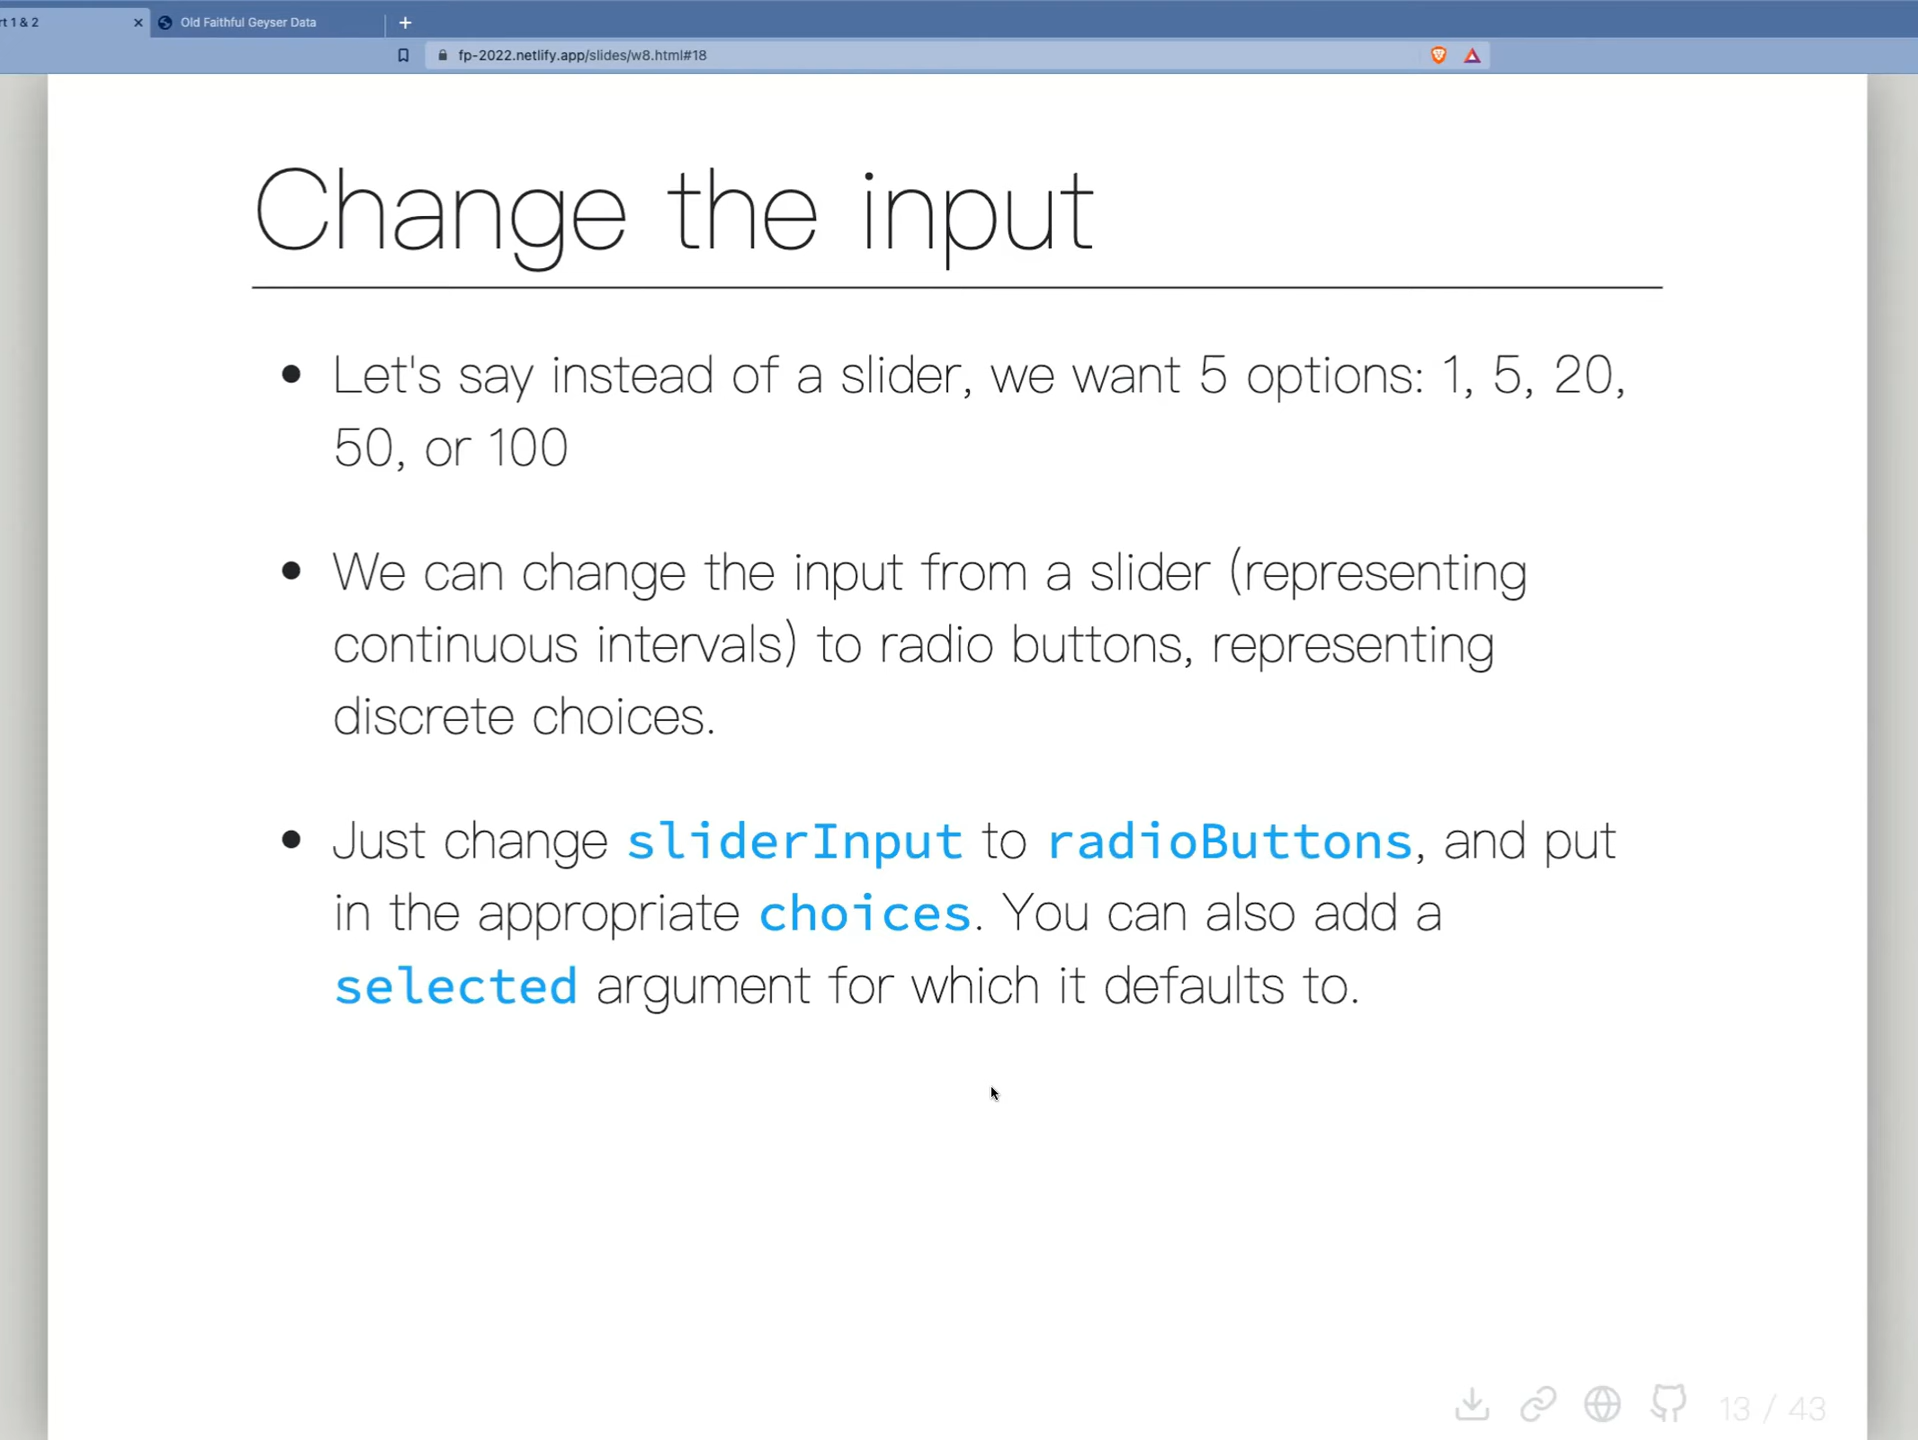 rt 1 & 2
Old Faithful Geyser Data
fp-2022.netlify.app/slides/w8.html#18
Change the input
Let's say instead of a slider, we want 5 options: 1, 5, 20,
50, or 100
We can change the input from a slider (representing
continuous intervals) to radio buttons, representing
discrete choices.
Just change sliderInput to radioButtons, and put
in the appropriate choices. You can also add a
selected argument for which it defaults to.
13 / 43